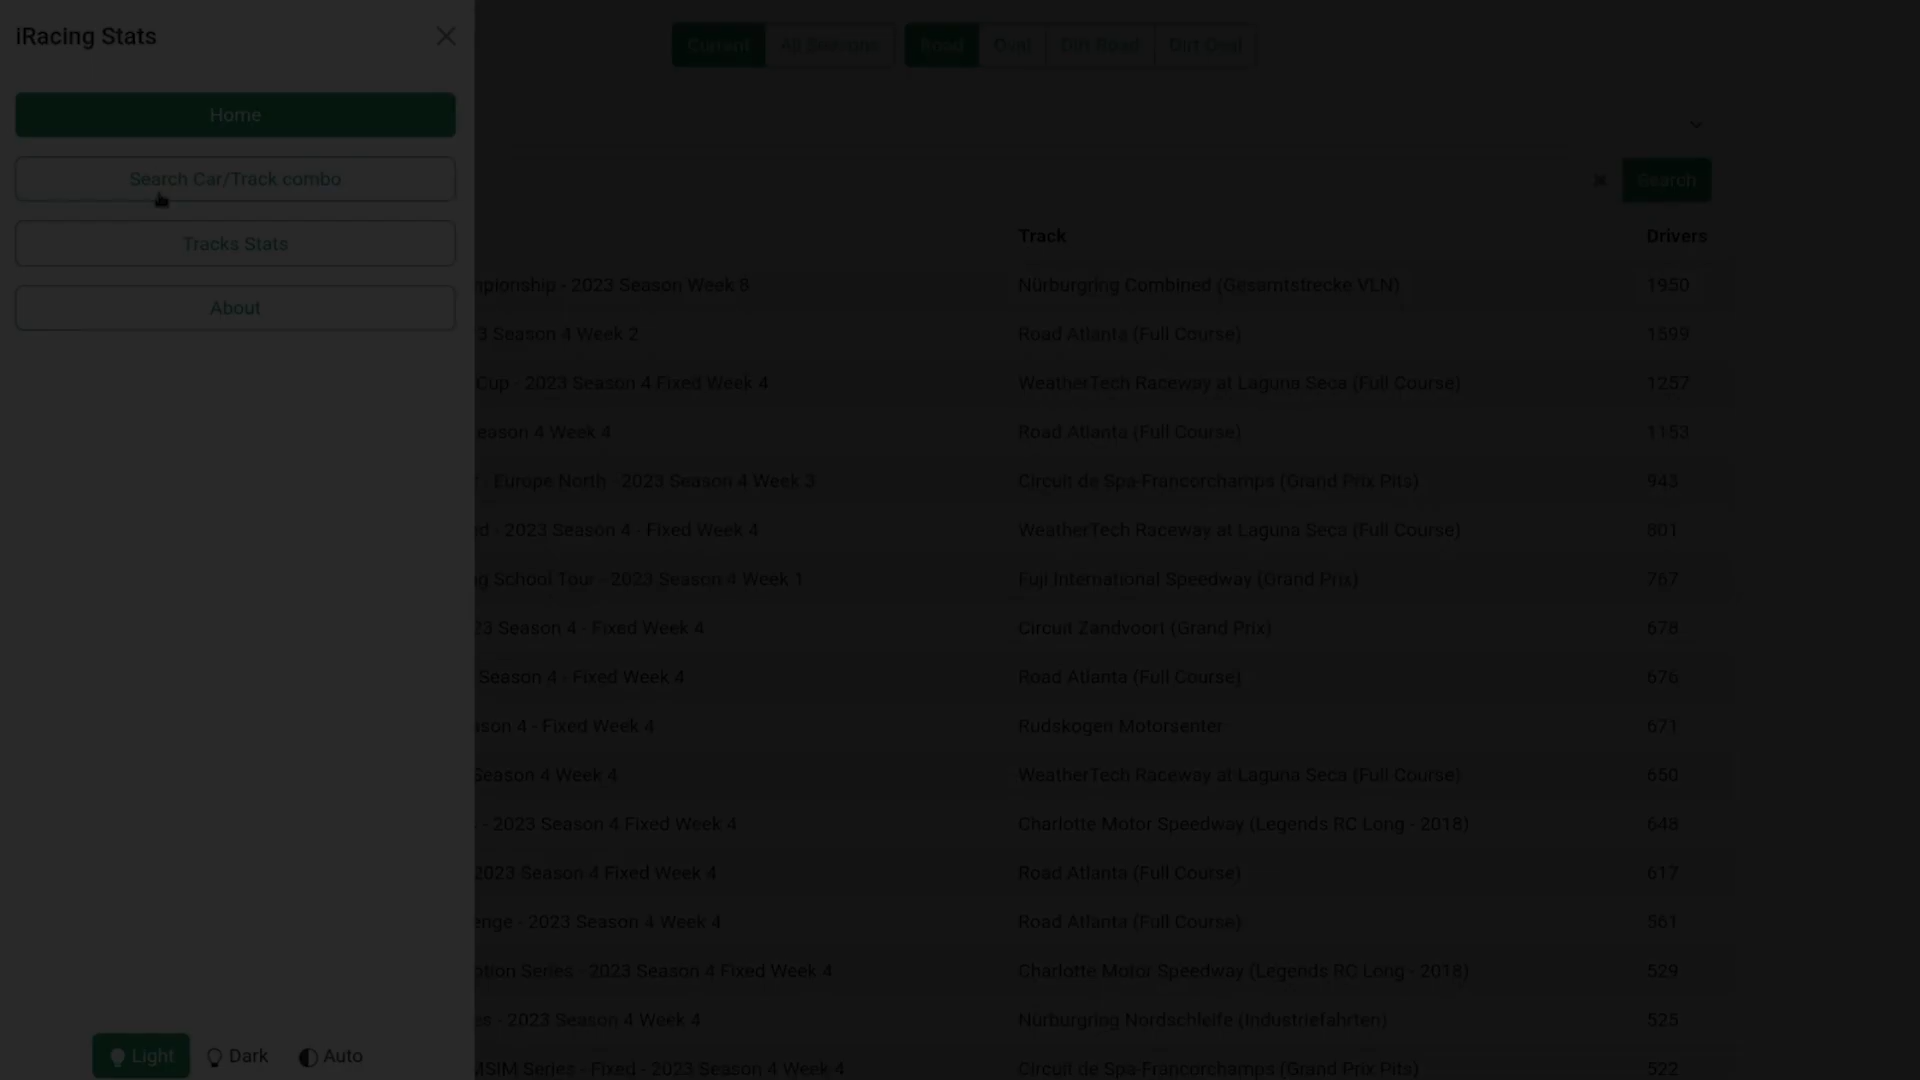 iRacing Stats
Current All Seasons Road Oval Dirt Road Dirt Oval
Home
Search Car/Track combo
Search
Tracks Stats
About
Track Drivers
- 2023 Season Week 8 Nürburgring Combined (Gesamtstrecke VLN) 1950
3 Season 4 Week 2 Road Atlanta (Full Course) 1599
Cup - 2023 Season 4 Fixed Week 4 WeatherTech Raceway at Laguna Seca (Full Course) 1257
eason 4 Week 4 Road Atlanta (Full Course) 1153
- Europe North - 2023 Season 4 Week 3 Circuit de Spa-Francorchamps (Grand Prix Pits) 943
d - 2023 Season 4 - Fixed Week 4 WeatherTech Raceway at Laguna Seca (Full Course) 801
g School Tour - 2023 Season 4 Week 1 Fuji International Speedway (Grand Prix) 767
23 Season 4 - Fixed Week 4 Circuit Zandvoort (Grand Prix) 678
Season 4 - Fixed Week 4 Road Atlanta (Full Course) 676
ason 4 - Fixed Week 4 Rudskogen Motorsenter 671
Season 4 Week 4 WeatherTech Raceway at Laguna Seca (Full Course) 650
- 2023 Season 4 Fixed Week 4 Charlotte Motor Speedway (Legends RC Long - 2018) 648
2023 Season 4 Fixed Week 4 Road Atlanta (Full Course) 617
enge - 2023 Season 4 Week 4 Road Atlanta (Full Course) 561
ption Series - 2023 Season 4 Fixed Week 4 Charlotte Motor Speedway (Legends RC Long - 2018) 529
es - 2023 Season 4 Week 4 Nürburgring Nordschleife (Industriefahrten) 525
MSIM Series - Fixed - 2023 Season 4 Week 4 Circuit de Spa-Francorchamps (Grand Prix Pits) 522
Light Dark Auto